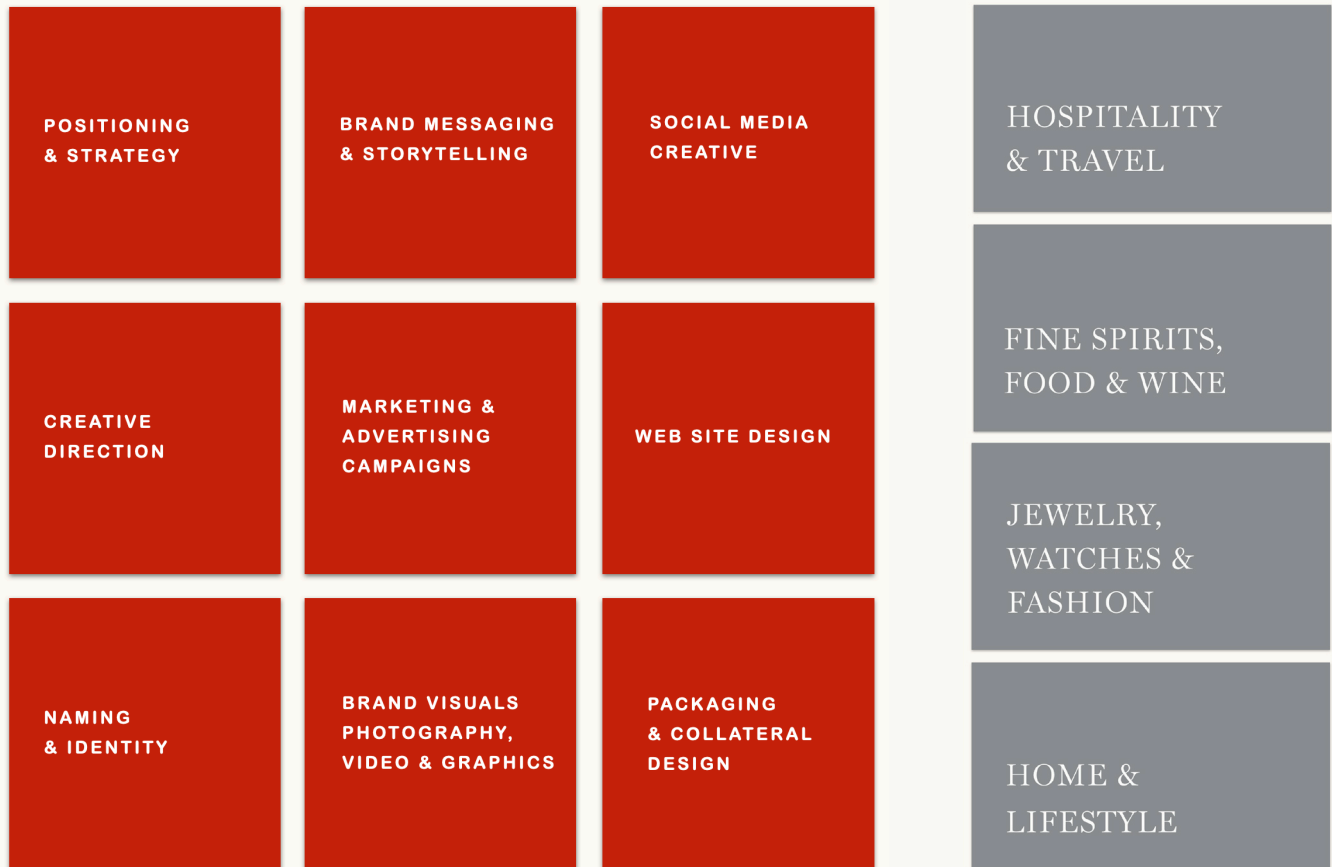 POSITIONING
& STRATEGY
BRAND MESSAGING
& STORYTELLING
SOCIAL MEDIA
CREATIVE
CREATIVE
DIRECTION
MARKETING &
ADVERTISING
CAMPAIGNS
WEB SITE DESIGN
NAMING
& IDENTITY
BRAND VISUALS
PHOTOGRAPHY,
VIDEO & GRAPHICS
PACKAGING
& COLLATERAL
DESIGN
HOSPITALITY
& TRAVEL
FINE SPIRITS,
FOOD & WINE
JEWELRY,
WATCHES &
FASHION
HOME &
LIFESTYLE